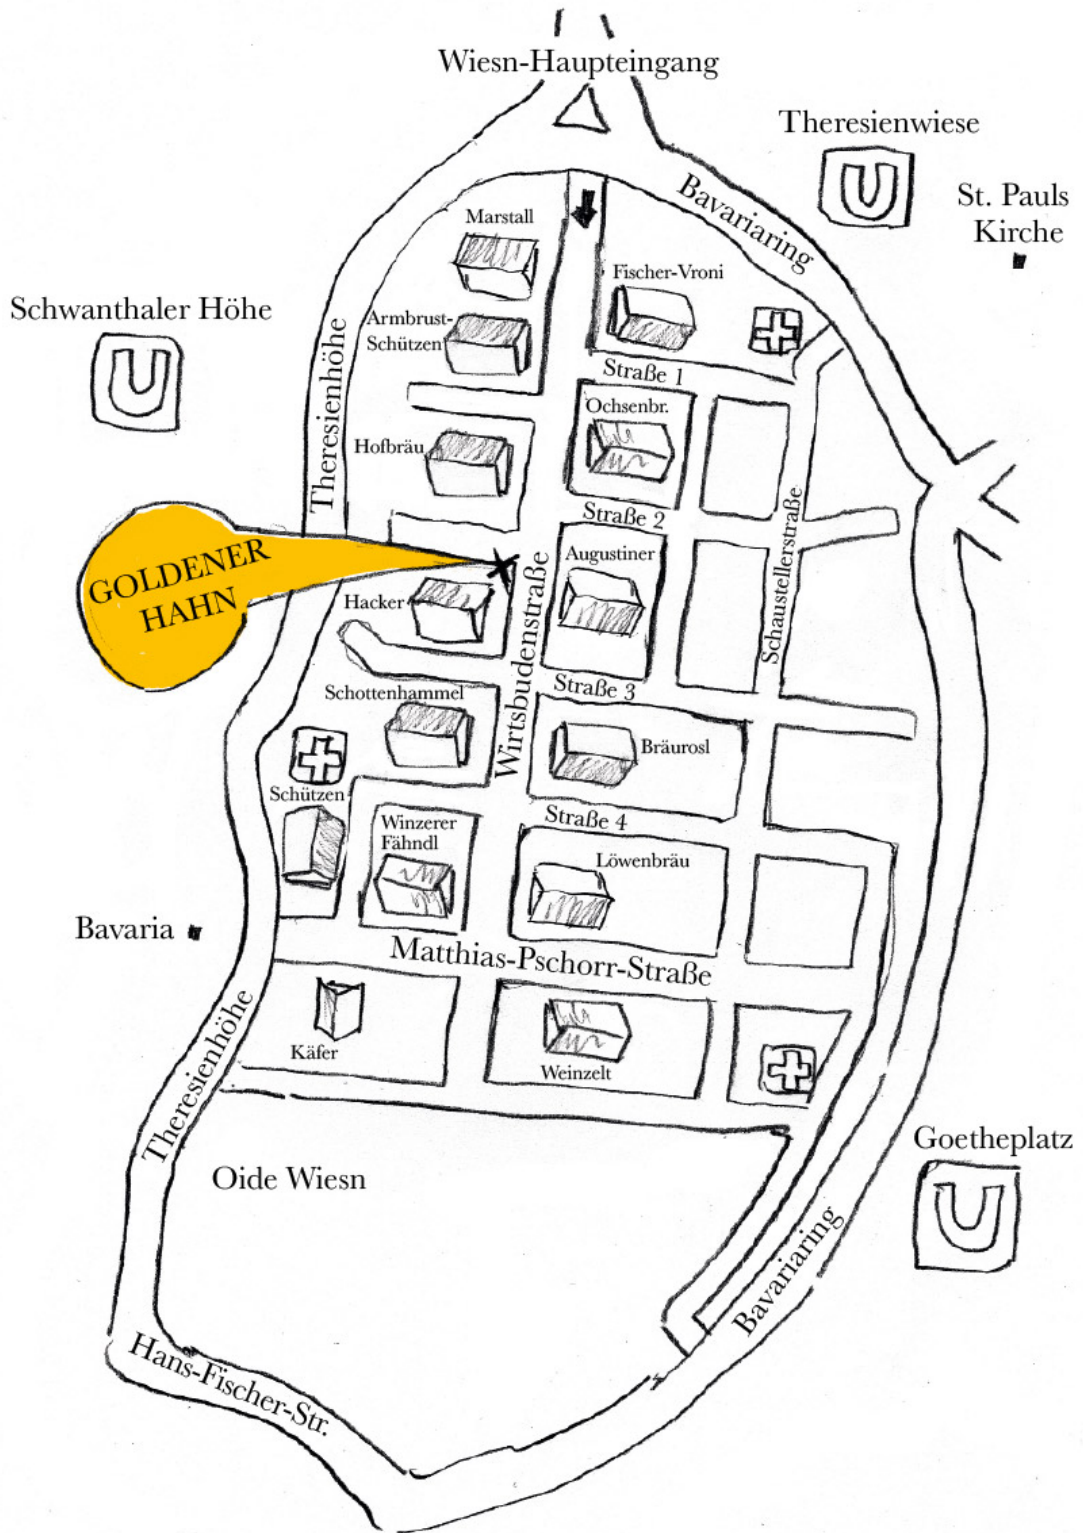 Wiesn-Haupteingang
Theresienwiese
U
St. Pauls
Kirche
Bavariaring
Marstall
Fischer-Vroni
Schwanthaler Höhe
U
Armbrust-
Schützen
Theresienhöhe
Straße 1
Ochsenbr.
Hofbräu
Straße 2
Schaustellerstraße
GOLDENER
HAHN
Augustiner
Hacker
Wirtsbudenstraße
Straße 3
Schottenhammel
Bräurosl
Schützen
Winzerer
Fähndl
Straße 4
Löwenbräu
Bavaria
Matthias-Pschorr-Straße
Käfer
Weinzelt
Theresienhöhe
Oide Wiesn
Goetheplatz
U
Bavariaring
Hans-Fischer-Str.